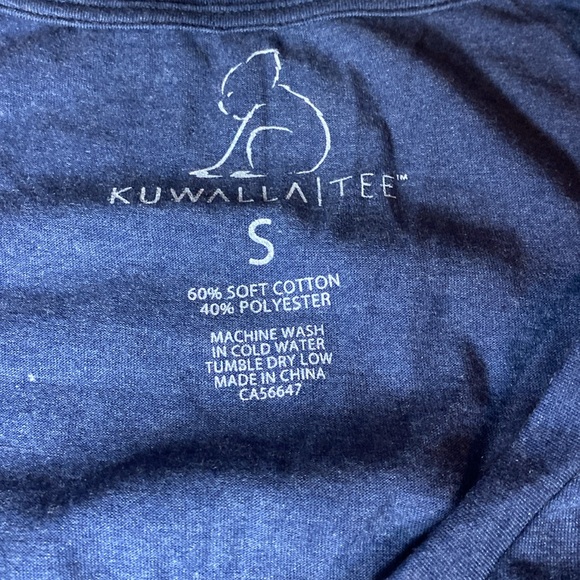 KUWALLA|TEE™
S
60% SOFT COTTON
40% POLYESTER
MACHINE WASH
IN COLD WATER
TUMBLE DRY LOW
MADE IN CHINA
CA56647